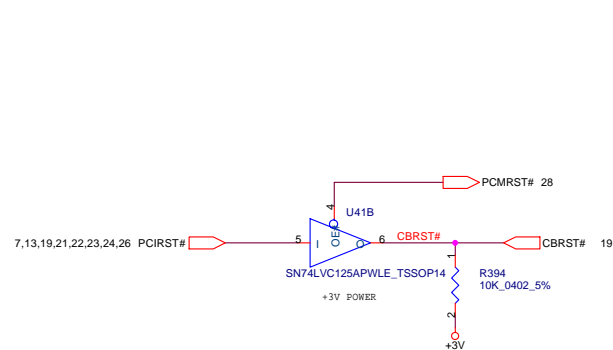 PCMRST# 28
4
U41B
OE#
7,13,19,21,22,23,24,26 PCIRST#
5
I
O
6
CBRST#
CBRST# 19
SN74LVC125APWLE_TSSOP14
+3V POWER
1
R394
10K_0402_5%
2
+3V